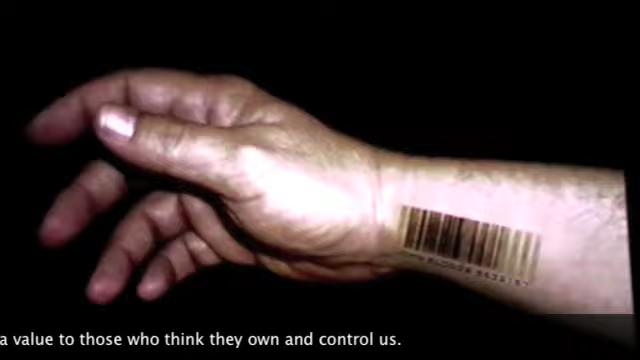 a value to those who think they own and control us.